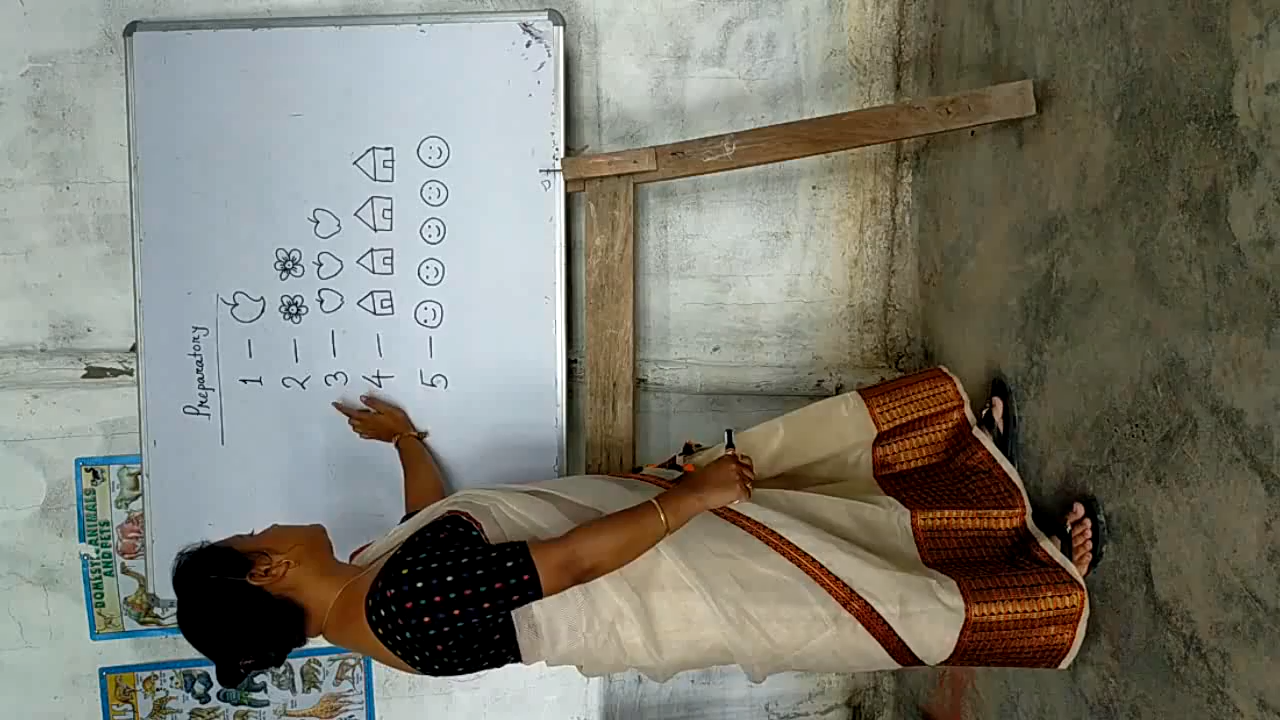 Preparatory
1 –
2 –
3 –
4 –
5 –
DOMESTIC ANIMALS
AND PETS